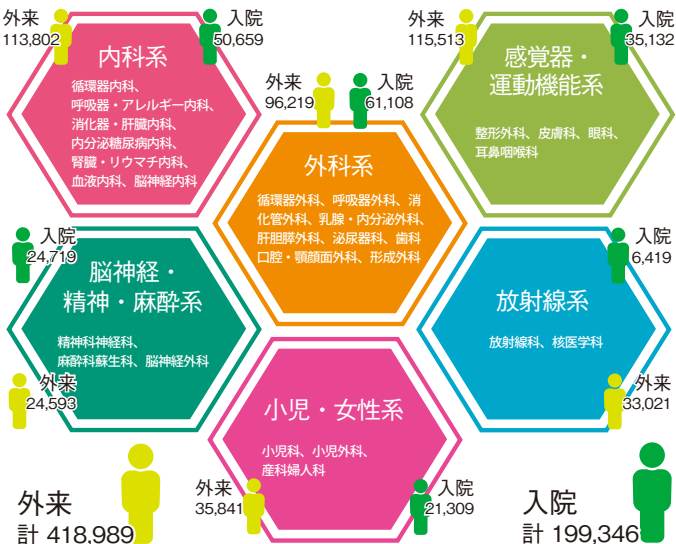 外来
113,802
入院
50,659
内科系
循環器内科、
呼吸器・アレルギー内科、
消化器・肝臓内科、
内分泌糖尿病内科、
腎臓・リウマチ内科、
血液内科、脳神経内科
外来
96,219
入院
61,108
外科系
循環器外科、呼吸器外科、消
化管外科、乳腺・内分泌外科、
肝胆膵外科、泌尿器科、歯科
口腔・顎顔面外科、形成外科
外来
115,513
入院
35,132
感覚器・
運動機能系
整形外科、皮膚科、眼科、
耳鼻咽喉科
入院
24,719
脳神経・
精神・麻酔系
精神科神経科、
麻酔科蘇生科、脳神経外科
外来
24,593
入院
6,419
放射線系
放射線科、核医学科
外来
33,021
小児・女性系
小児科、小児外科、
産科婦人科
外来
35,841
入院
21,309
外来
計 418,989
入院
計 199,346